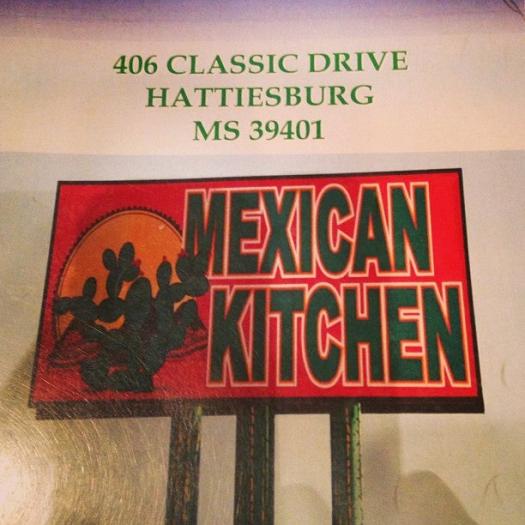 406 CLASSIC DRIVE
HATTIESBURG
MS 39401
MEXICAN
KITCHEN